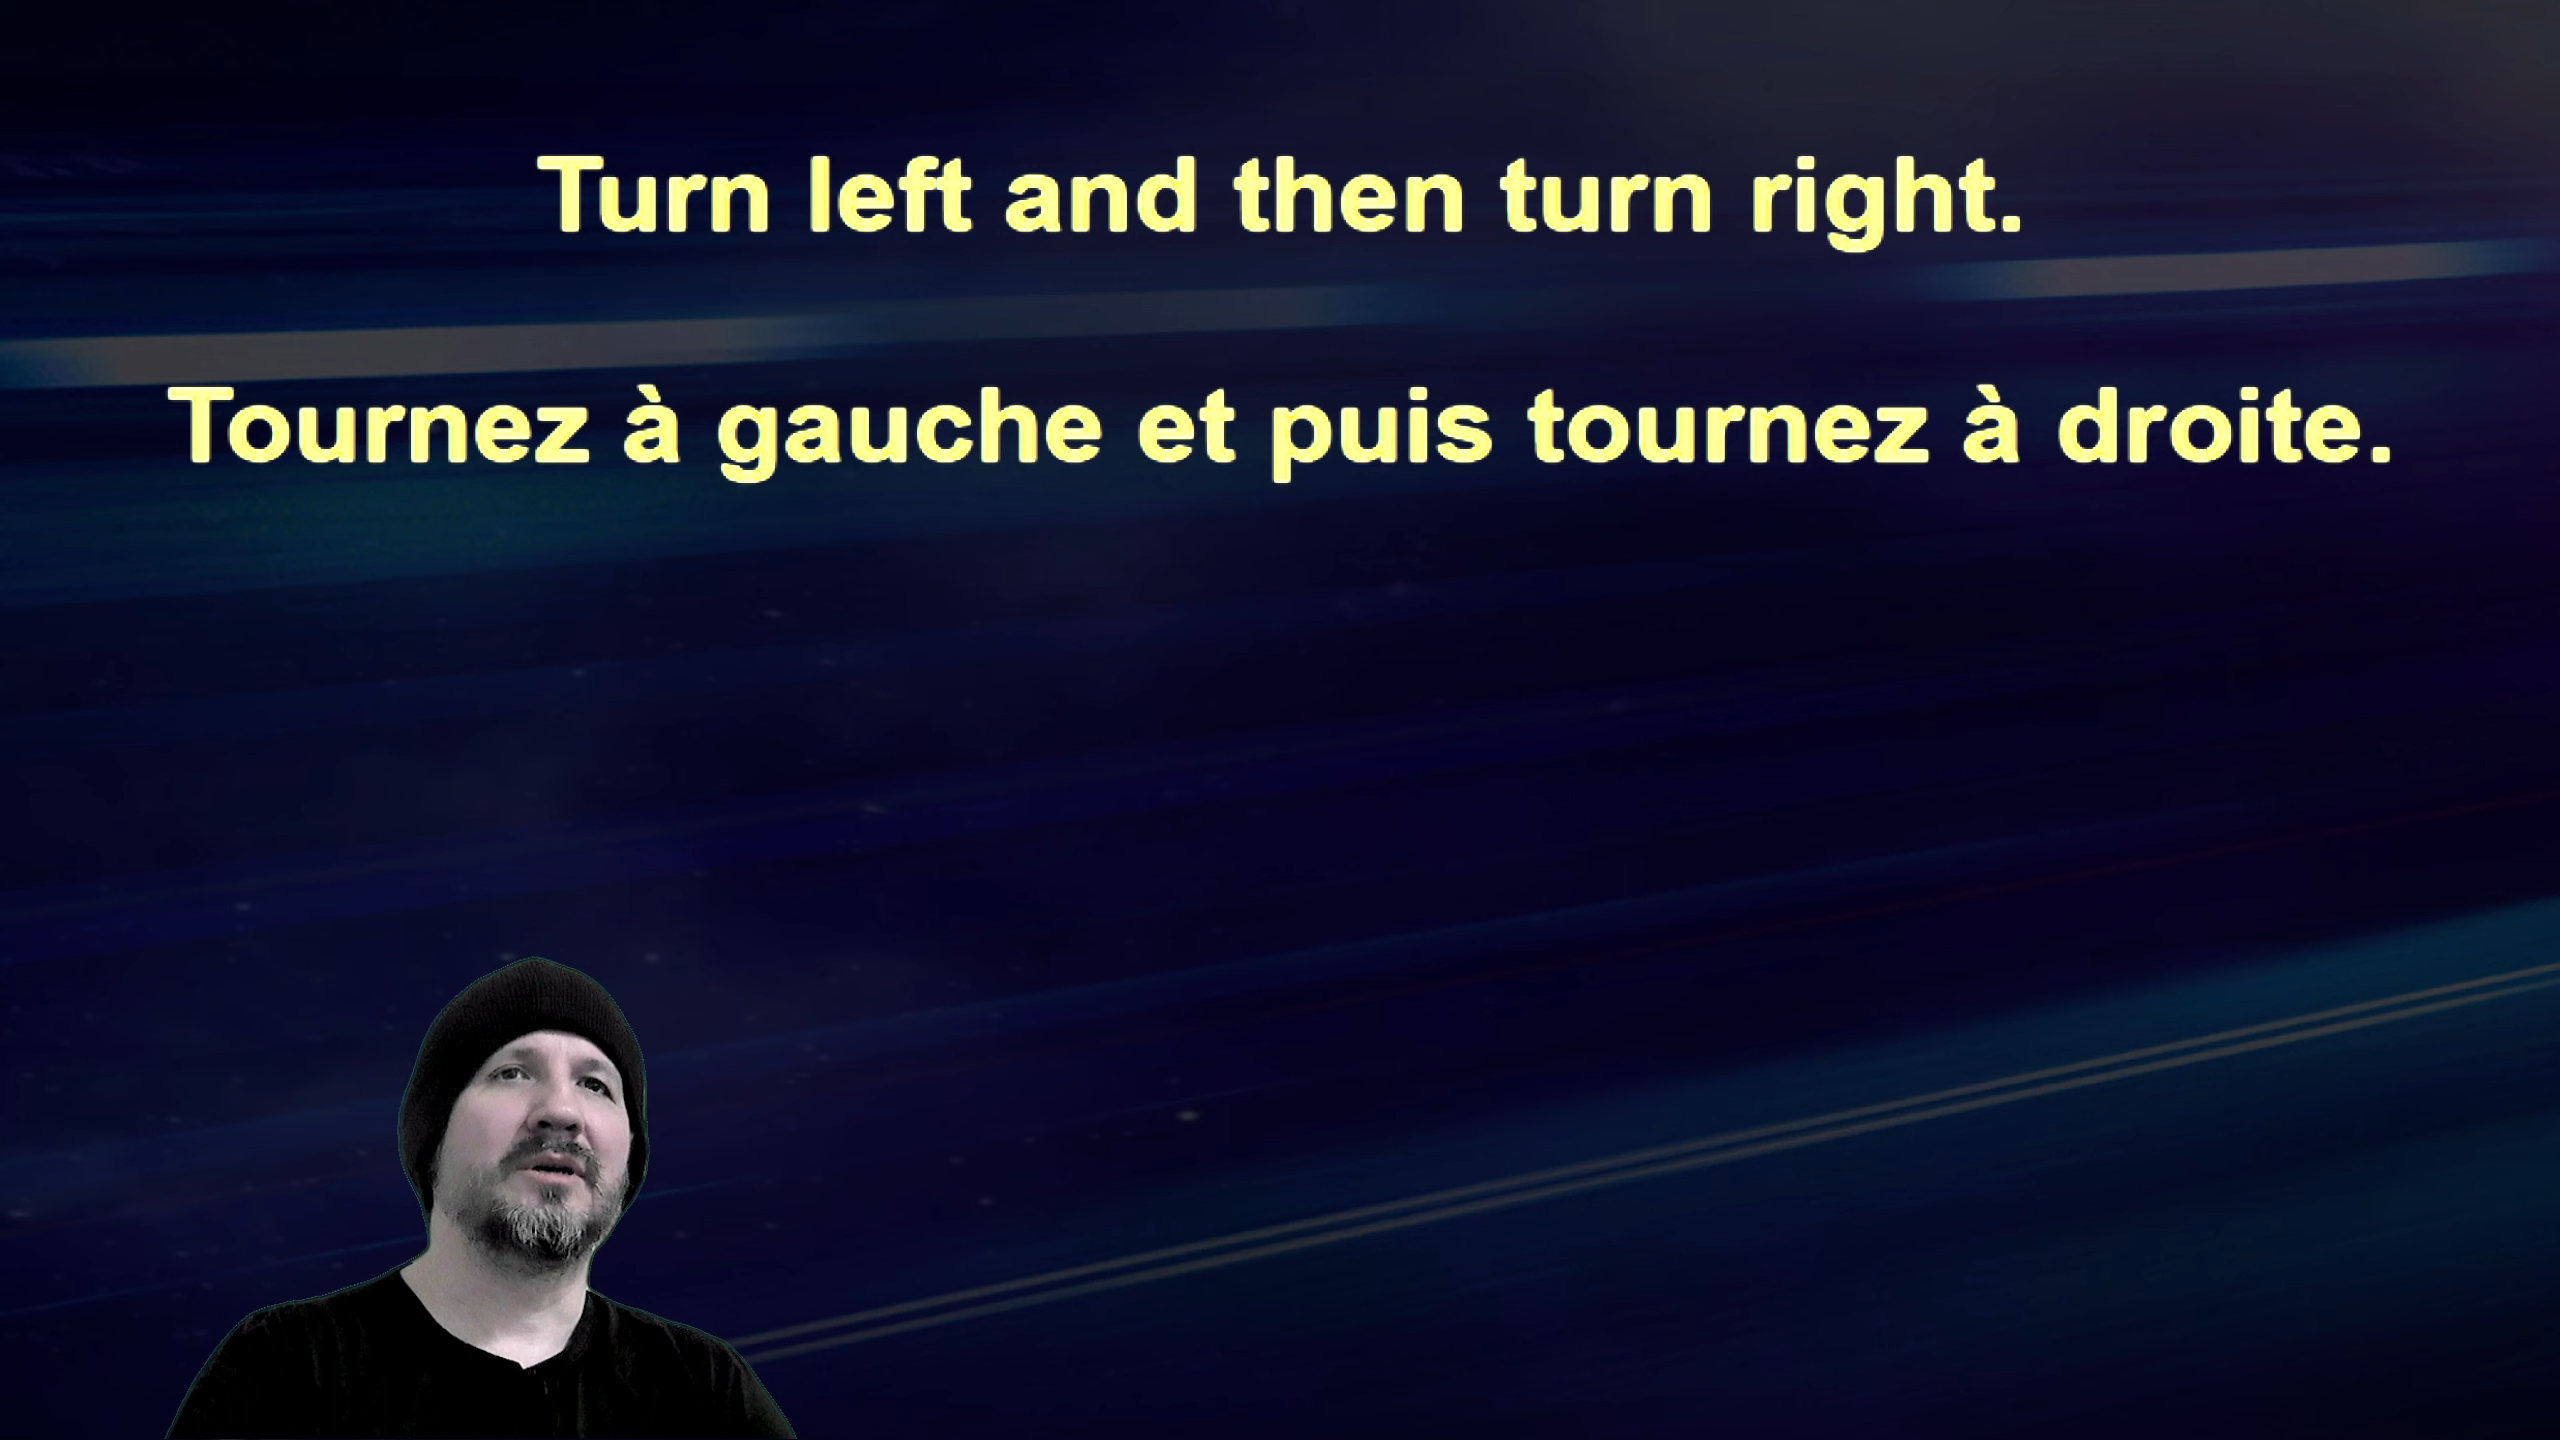 Turn left and then turn right.
Tournez à gauche et puis tournez à droite.